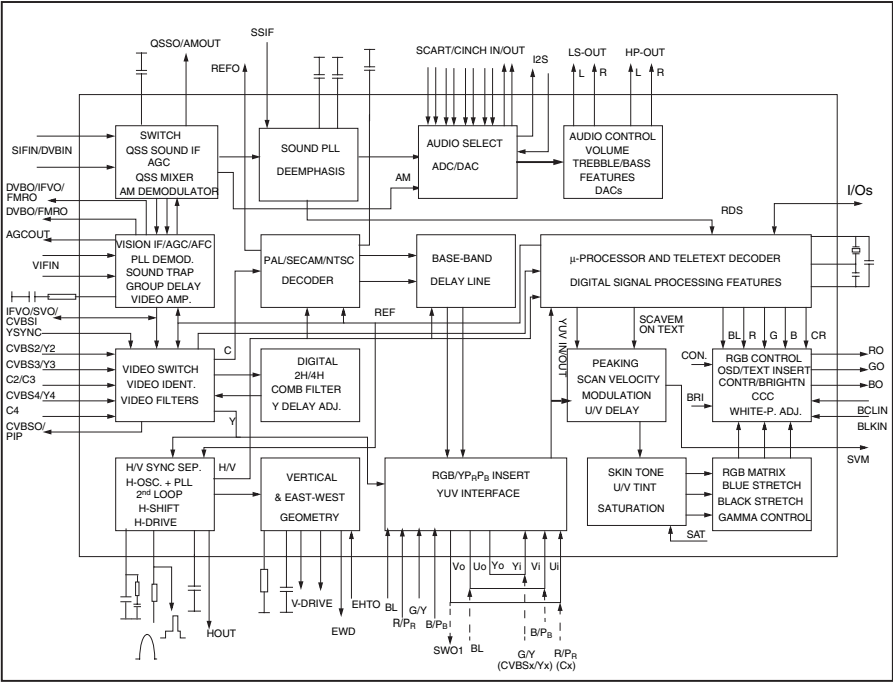 QSSO/AMOUT
SSIF
REFO
SCART/CINCH IN/OUT
I2S
LS-OUT
HP-OUT
L
R
L
R
SIFIN/DVBIN
SWITCH
QSS SOUND IF
AGC
QSS MIXER
AM DEMODULATOR
SOUND PLL
DEEMPHASIS
AM
AUDIO SELECT
ADC/DAC
AUDIO CONTROL
VOLUME
TREBBLE/BASS
FEATURES
DACs
DVBO/IFVO/
FMRO
DVBO/FMRO
AGCOUT
VIFIN
RDS
I/Os
VISION IF/AGC/AFC
PLL DEMOD.
SOUND TRAP
GROUP DELAY
VIDEO AMP.
PAL/SECAM/NTSC
DECODER
BASE-BAND
DELAY LINE
µ-PROCESSOR AND TELETEXT DECODER
DIGITAL SIGNAL PROCESSING FEATURES
IFVO/SVO/
CVBSI
YSYNC
CVBS2/Y2
CVBS3/Y3
C2/C3
CVBS4/Y4
C4
CVBSO/
PIP
REF
C
VIDEO SWITCH
VIDEO IDENT.
VIDEO FILTERS
Y
DIGITAL
2H/4H
COMB FILTER
Y DELAY ADJ.
YUV IN/OUT
SCAVEM
ON TEXT
BL
R
G
B
CR
PEAKING
SCAN VELOCITY
MODULATION
U/V DELAY
CON.
BRI
RGB CONTROL
OSD/TEXT INSERT
CONTR/BRIGHTN
CCC
WHITE-P. ADJ.
RO
GO
BO
BCLIN
BLKIN
SVM
H/V SYNC SEP.
H-OSC. + PLL
2nd LOOP
H-SHIFT
H-DRIVE
H/V
VERTICAL
& EAST-WEST
GEOMETRY
RGB/YPRPB INSERT
YUV INTERFACE
SKIN TONE
U/V TINT
SATURATION
SAT
RGB MATRIX
BLUE STRETCH
BLACK STRETCH
GAMMA CONTROL
Vo
Uo
Yo
Yi
Vi
Ui
HOUT
V-DRIVE
EWD
EHTO
BL
R/PR
G/Y
B/PB
SWO1
BL
B/PB
G/Y
(CVBSx/Yx)
R/PR
(Cx)